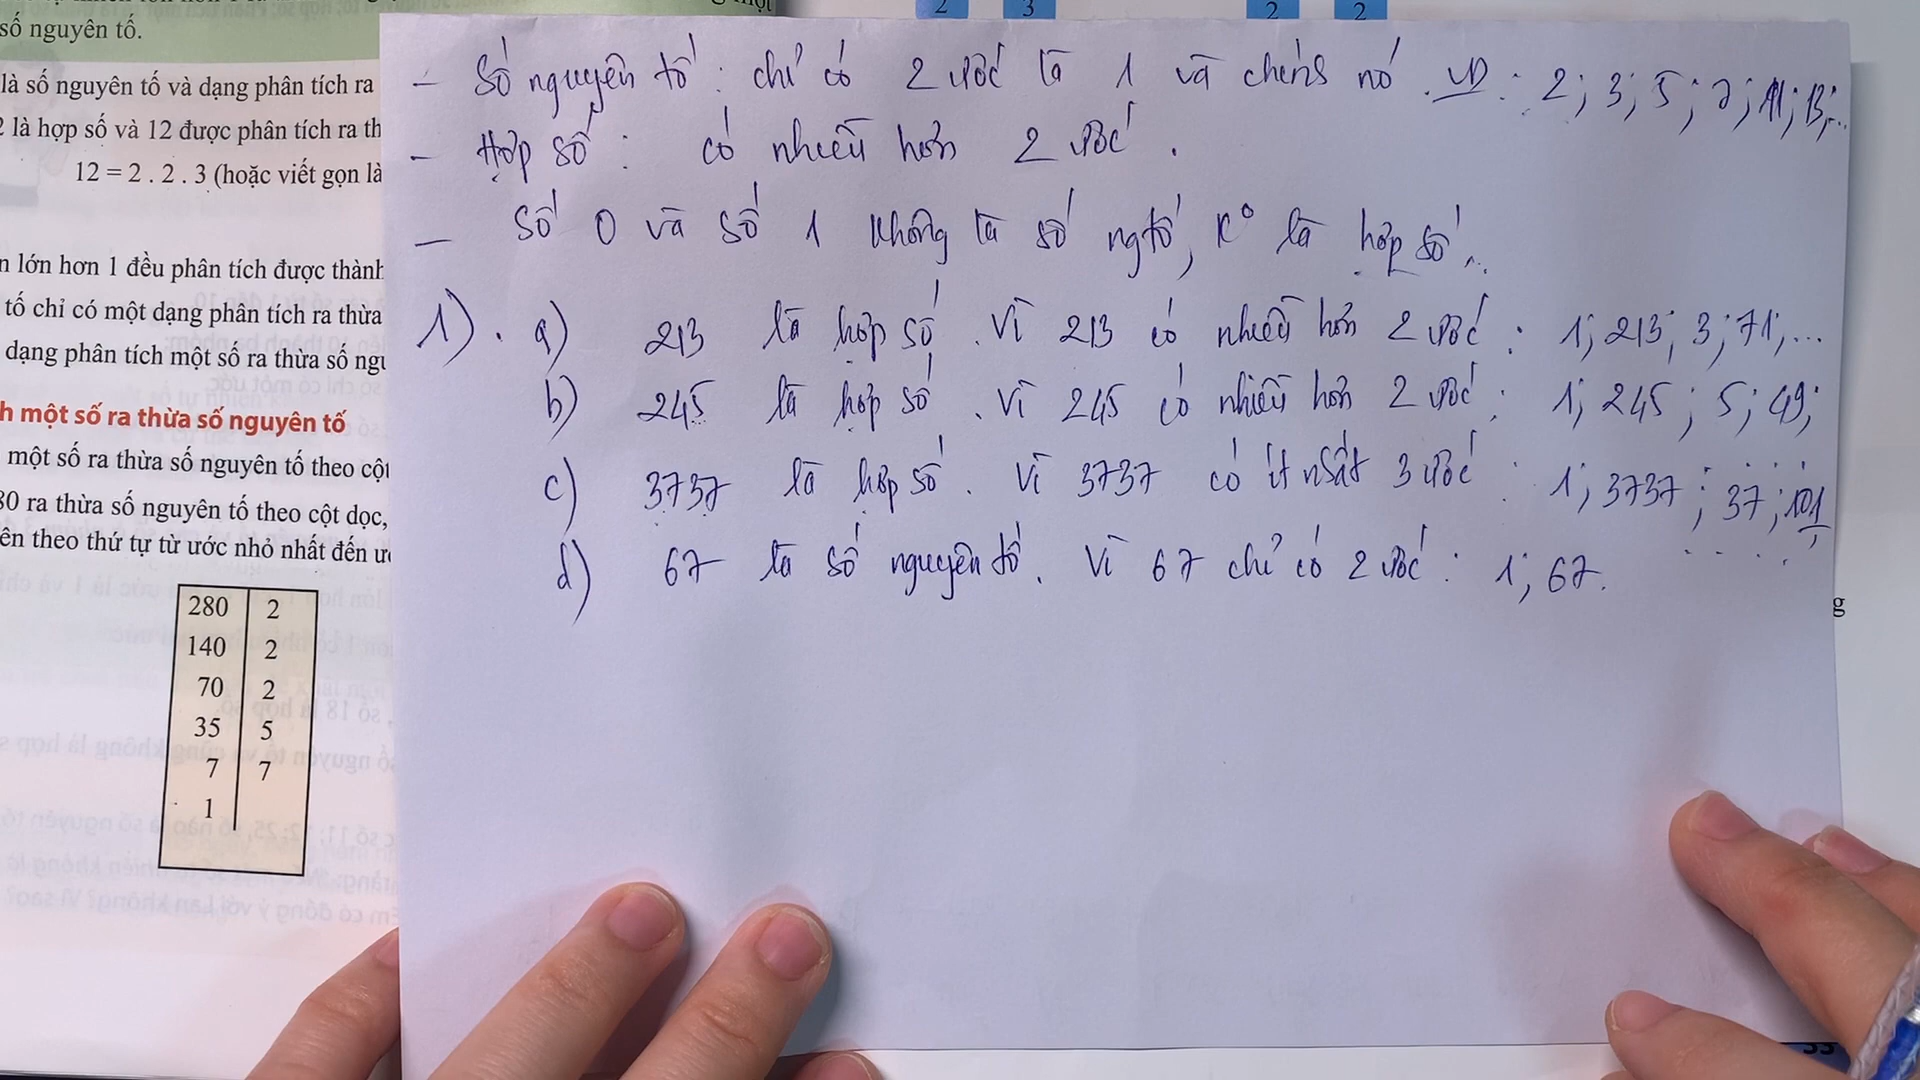 số nguyên tố.
là số nguyên tố và dạng phân tích ra
2 là hợp số và 12 được phân tích ra th
12 = 2 . 2 . 3 (hoặc viết gọn là
n lớn hơn 1 đều phân tích được thành
tố chỉ có một dạng phân tích ra thừa
dạng phân tích một số ra thừa số ngu
h một số ra thừa số nguyên tố
một số ra thừa số nguyên tố theo cột
80 ra thừa số nguyên tố theo cột dọc,
ên theo thứ tự từ ước nhỏ nhất đến ướ
280 2
140 2
70 2
35 5
7 7
1
2 3 2 2
- Số nguyên tố : chỉ có 2 ước là 1 và chính nó . VD : 2; 3; 5; 7; 11; 13;...
- Hợp số : có nhiều hơn 2 ước .
- Số 0 và số 1 không là số ngtố, k° là hợp số...
1). a) 213 là hợp số . Vì 213 có nhiều hơn 2 ước : 1; 213; 3; 71;...
b) 245 là hợp số . Vì 245 có nhiều hơn 2 ước : 1; 245; 5; 49;
c) 3737 là hợp số . Vì 3737 có ít nhất 3 ước : 1; 3737; 37; 101;
.....
d) 67 là số nguyên tố . Vì 67 chỉ có 2 ước : 1; 67.
g